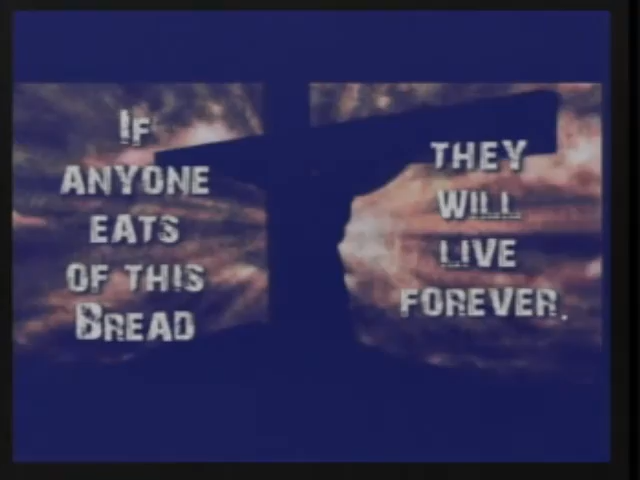 If
anyone
eats
of this
Bread
they
will
live
forever.